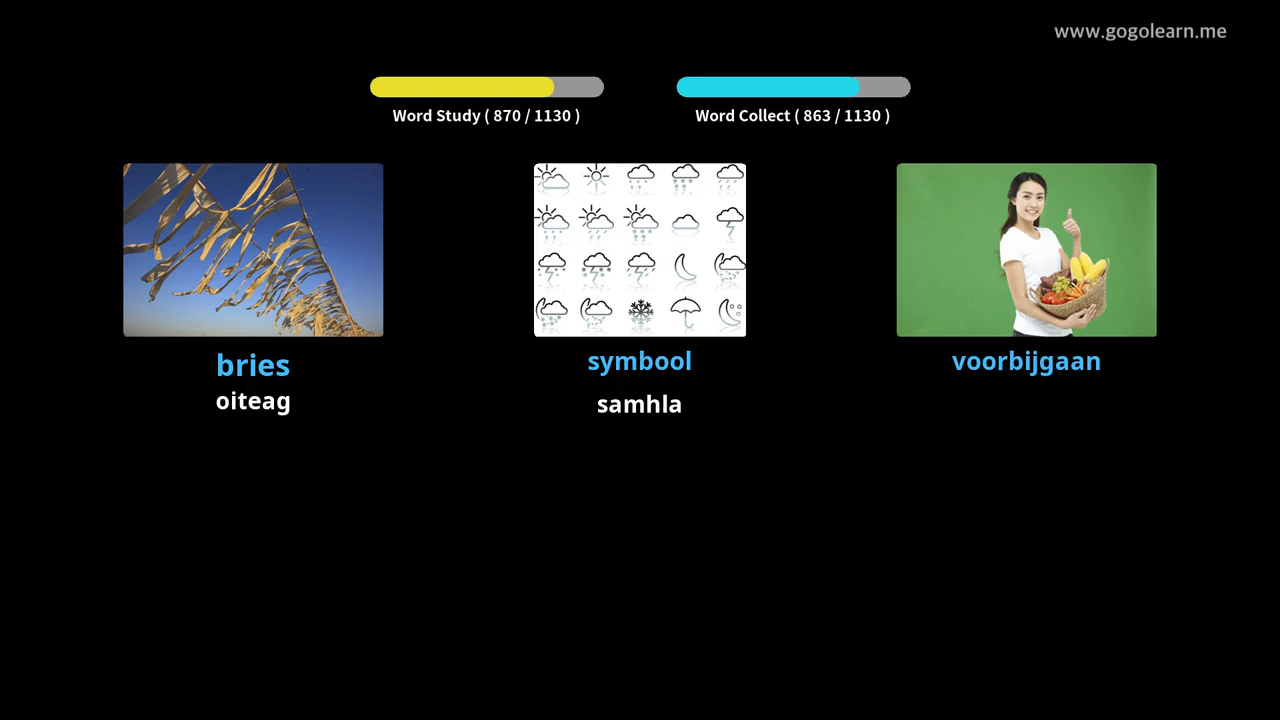 www.gogolearn.me
Word Study ( 870 / 1130 )
Word Collect ( 863 / 1130 )
bries
oiteag
symbool
samhla
voorbijgaan